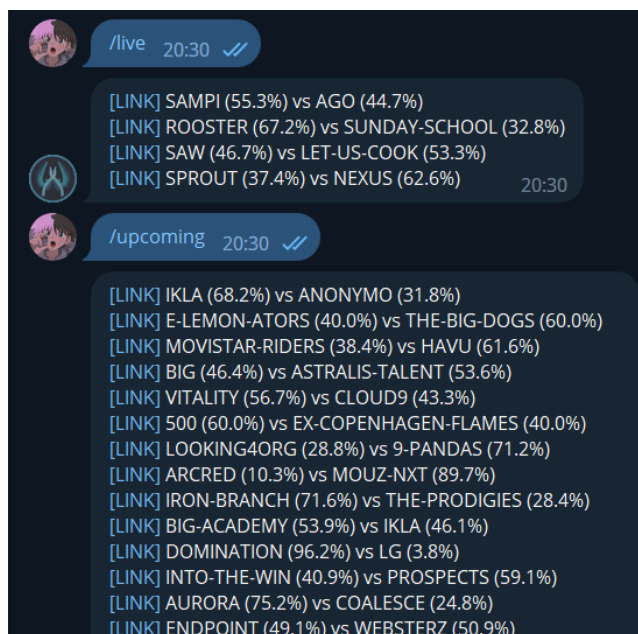 /live 20:30
[LINK] SAMPI (55.3%) vs AGO (44.7%)
[LINK] ROOSTER (67.2%) vs SUNDAY-SCHOOL (32.8%)
[LINK] SAW (46.7%) vs LET-US-COOK (53.3%)
[LINK] SPROUT (37.4%) vs NEXUS (62.6%) 20:30
/upcoming 20:30
[LINK] IKLA (68.2%) vs ANONYMO (31.8%)
[LINK] E-LEMON-ATORS (40.0%) vs THE-BIG-DOGS (60.0%)
[LINK] MOVISTAR-RIDERS (38.4%) vs HAVU (61.6%)
[LINK] BIG (46.4%) vs ASTRALIS-TALENT (53.6%)
[LINK] VITALITY (56.7%) vs CLOUD9 (43.3%)
[LINK] 500 (60.0%) vs EX-COPENHAGEN-FLAMES (40.0%)
[LINK] LOOKING4ORG (28.8%) vs 9-PANDAS (71.2%)
[LINK] ARCRED (10.3%) vs MOUZ-NXT (89.7%)
[LINK] IRON-BRANCH (71.6%) vs THE-PRODIGIES (28.4%)
[LINK] BIG-ACADEMY (53.9%) vs IKLA (46.1%)
[LINK] DOMINATION (96.2%) vs LG (3.8%)
[LINK] INTO-THE-WIN (40.9%) vs PROSPECTS (59.1%)
[LINK] AURORA (75.2%) vs COALESCE (24.8%)
[LINK] ENDPOINT (49.1%) vs WEBSTERZ (50.9%)